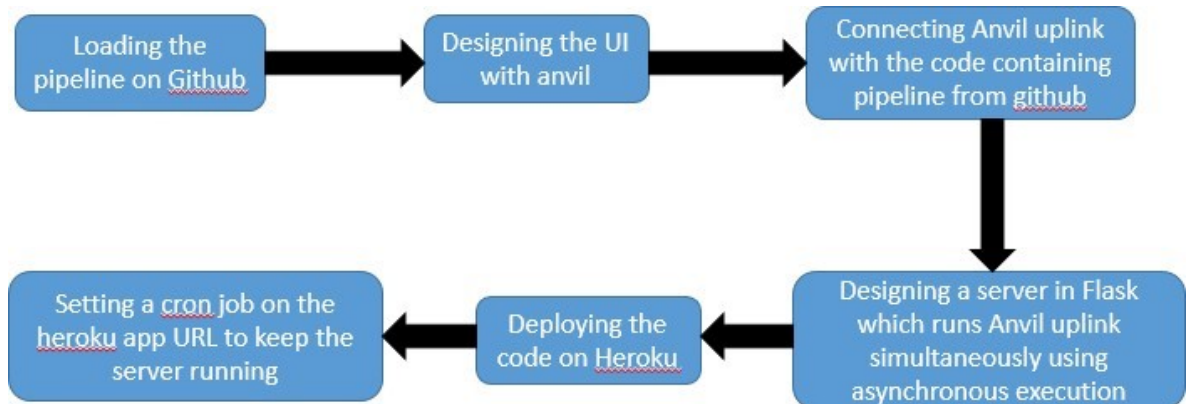 Loading the
pipeline on Github
Designing the UI
with anvil
Connecting Anvil uplink
with the code containing
pipeline from github
Designing a server in Flask
which runs Anvil uplink
simultaneously using
asynchronous execution
Deploying the
code on Heroku
Setting a cron job on the
heroku app URL to keep the
server running